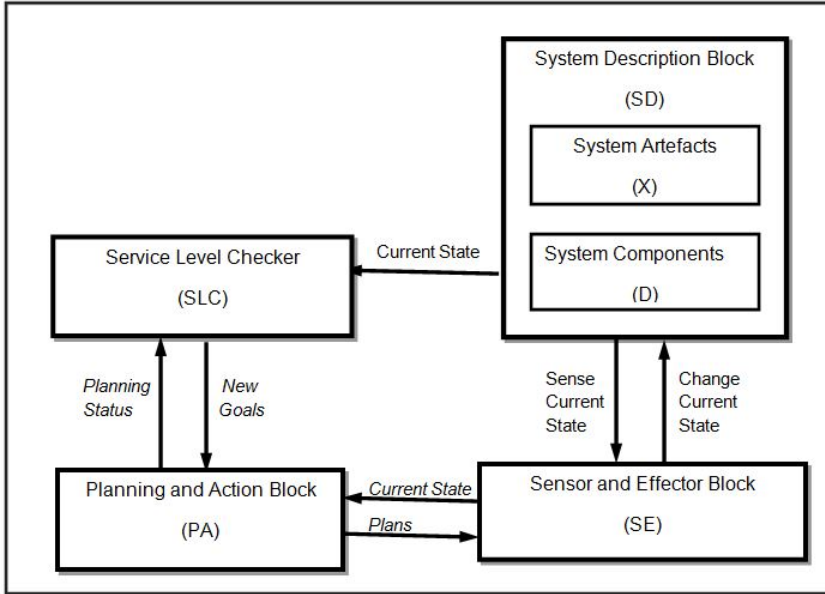 System Description Block
(SD)
System Artefacts
(X)
System Components
(D)
Service Level Checker
(SLC)
Current State
Planning
Status
New
Goals
Sense
Current
State
Change
Current
State
Planning and Action Block
(PA)
Current State
Plans
Sensor and Effector Block
(SE)